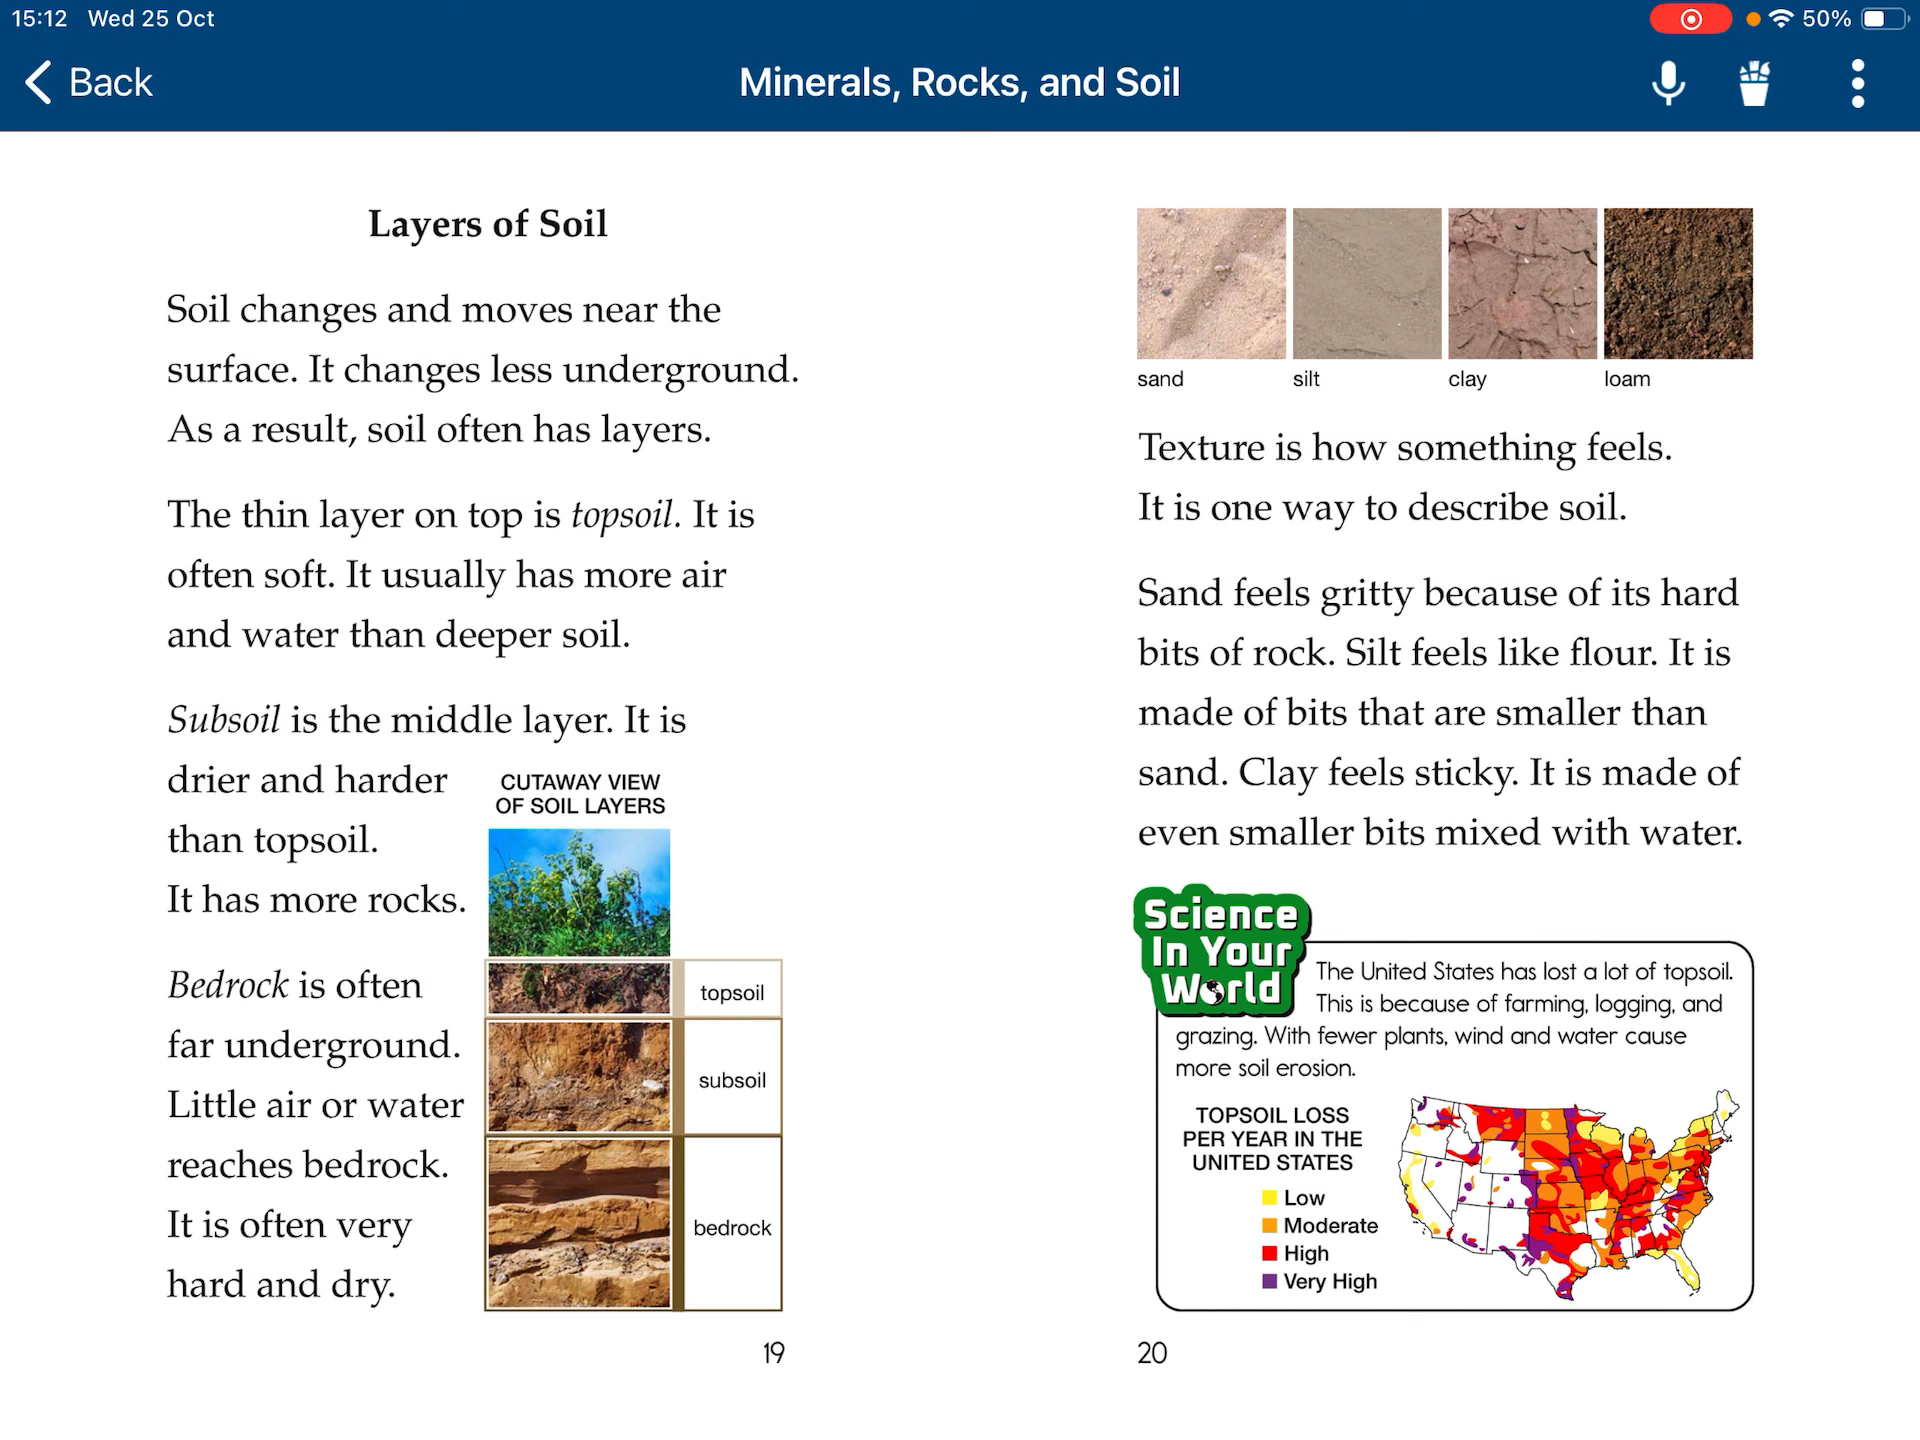 15:12 Wed 25 Oct
50%
Back
Minerals, Rocks, and Soil
Layers of Soil
Soil changes and moves near the
surface. It changes less underground.
As a result, soil often has layers.
The thin layer on top is topsoil. It is
often soft. It usually has more air
and water than deeper soil.
Subsoil is the middle layer. It is
drier and harder
than topsoil.
It has more rocks.
Bedrock is often
far underground.
Little air or water
reaches bedrock.
It is often very
hard and dry.
CUTAWAY VIEW
OF SOIL LAYERS
topsoil
subsoil
bedrock
19
sand silt clay loam
Texture is how something feels.
It is one way to describe soil.
Sand feels gritty because of its hard
bits of rock. Silt feels like flour. It is
made of bits that are smaller than
sand. Clay feels sticky. It is made of
even smaller bits mixed with water.
Science
In Your
World
The United States has lost a lot of topsoil.
This is because of farming, logging, and
grazing. With fewer plants, wind and water cause
more soil erosion.
TOPSOIL LOSS
PER YEAR IN THE
UNITED STATES
Low
Moderate
High
Very High
20